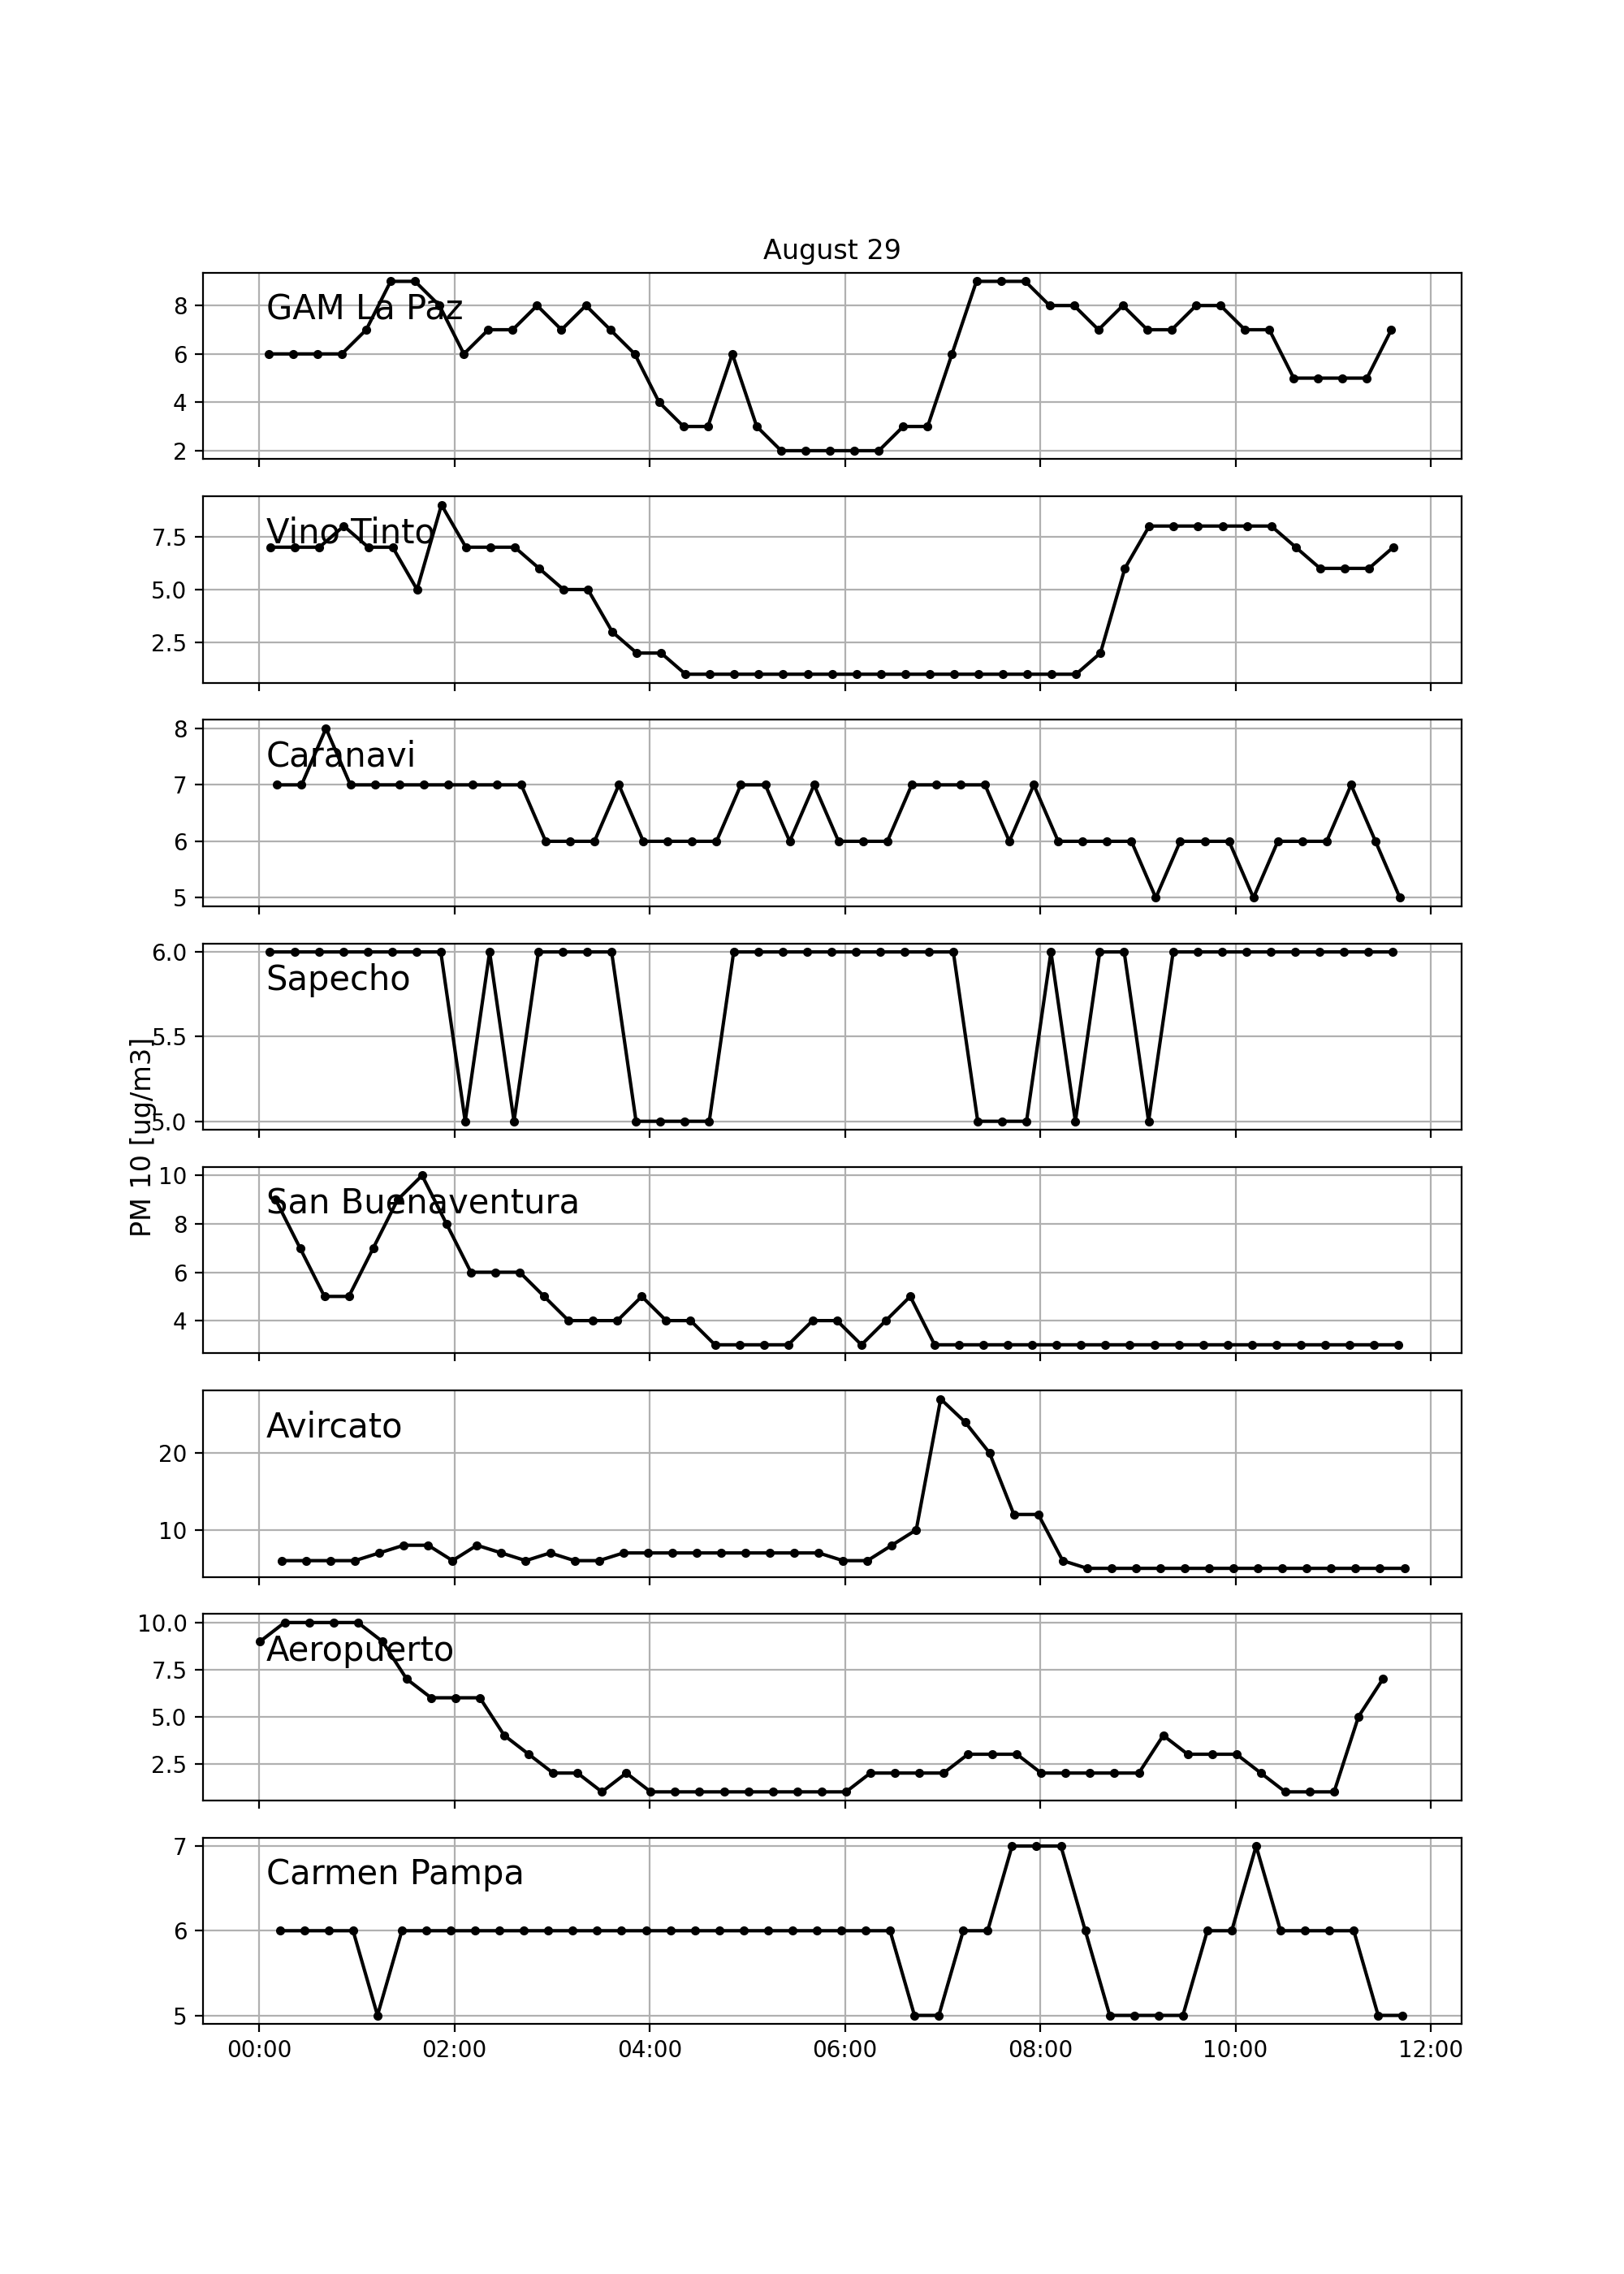 August 29
GAM La Paz
8
6
4
2
Vino Tinto
7.5
5.0
2.5
Caranavi
8
7
6
5
Sapecho
6.0
5.5
5.0
PM 10 [ug/m3]
San Buenaventura
10
8
6
4
Avircato
20
10
Aeropuerto
10.0
7.5
5.0
2.5
Carmen Pampa
7
6
5
00:00 02:00 04:00 06:00 08:00 10:00 12:00